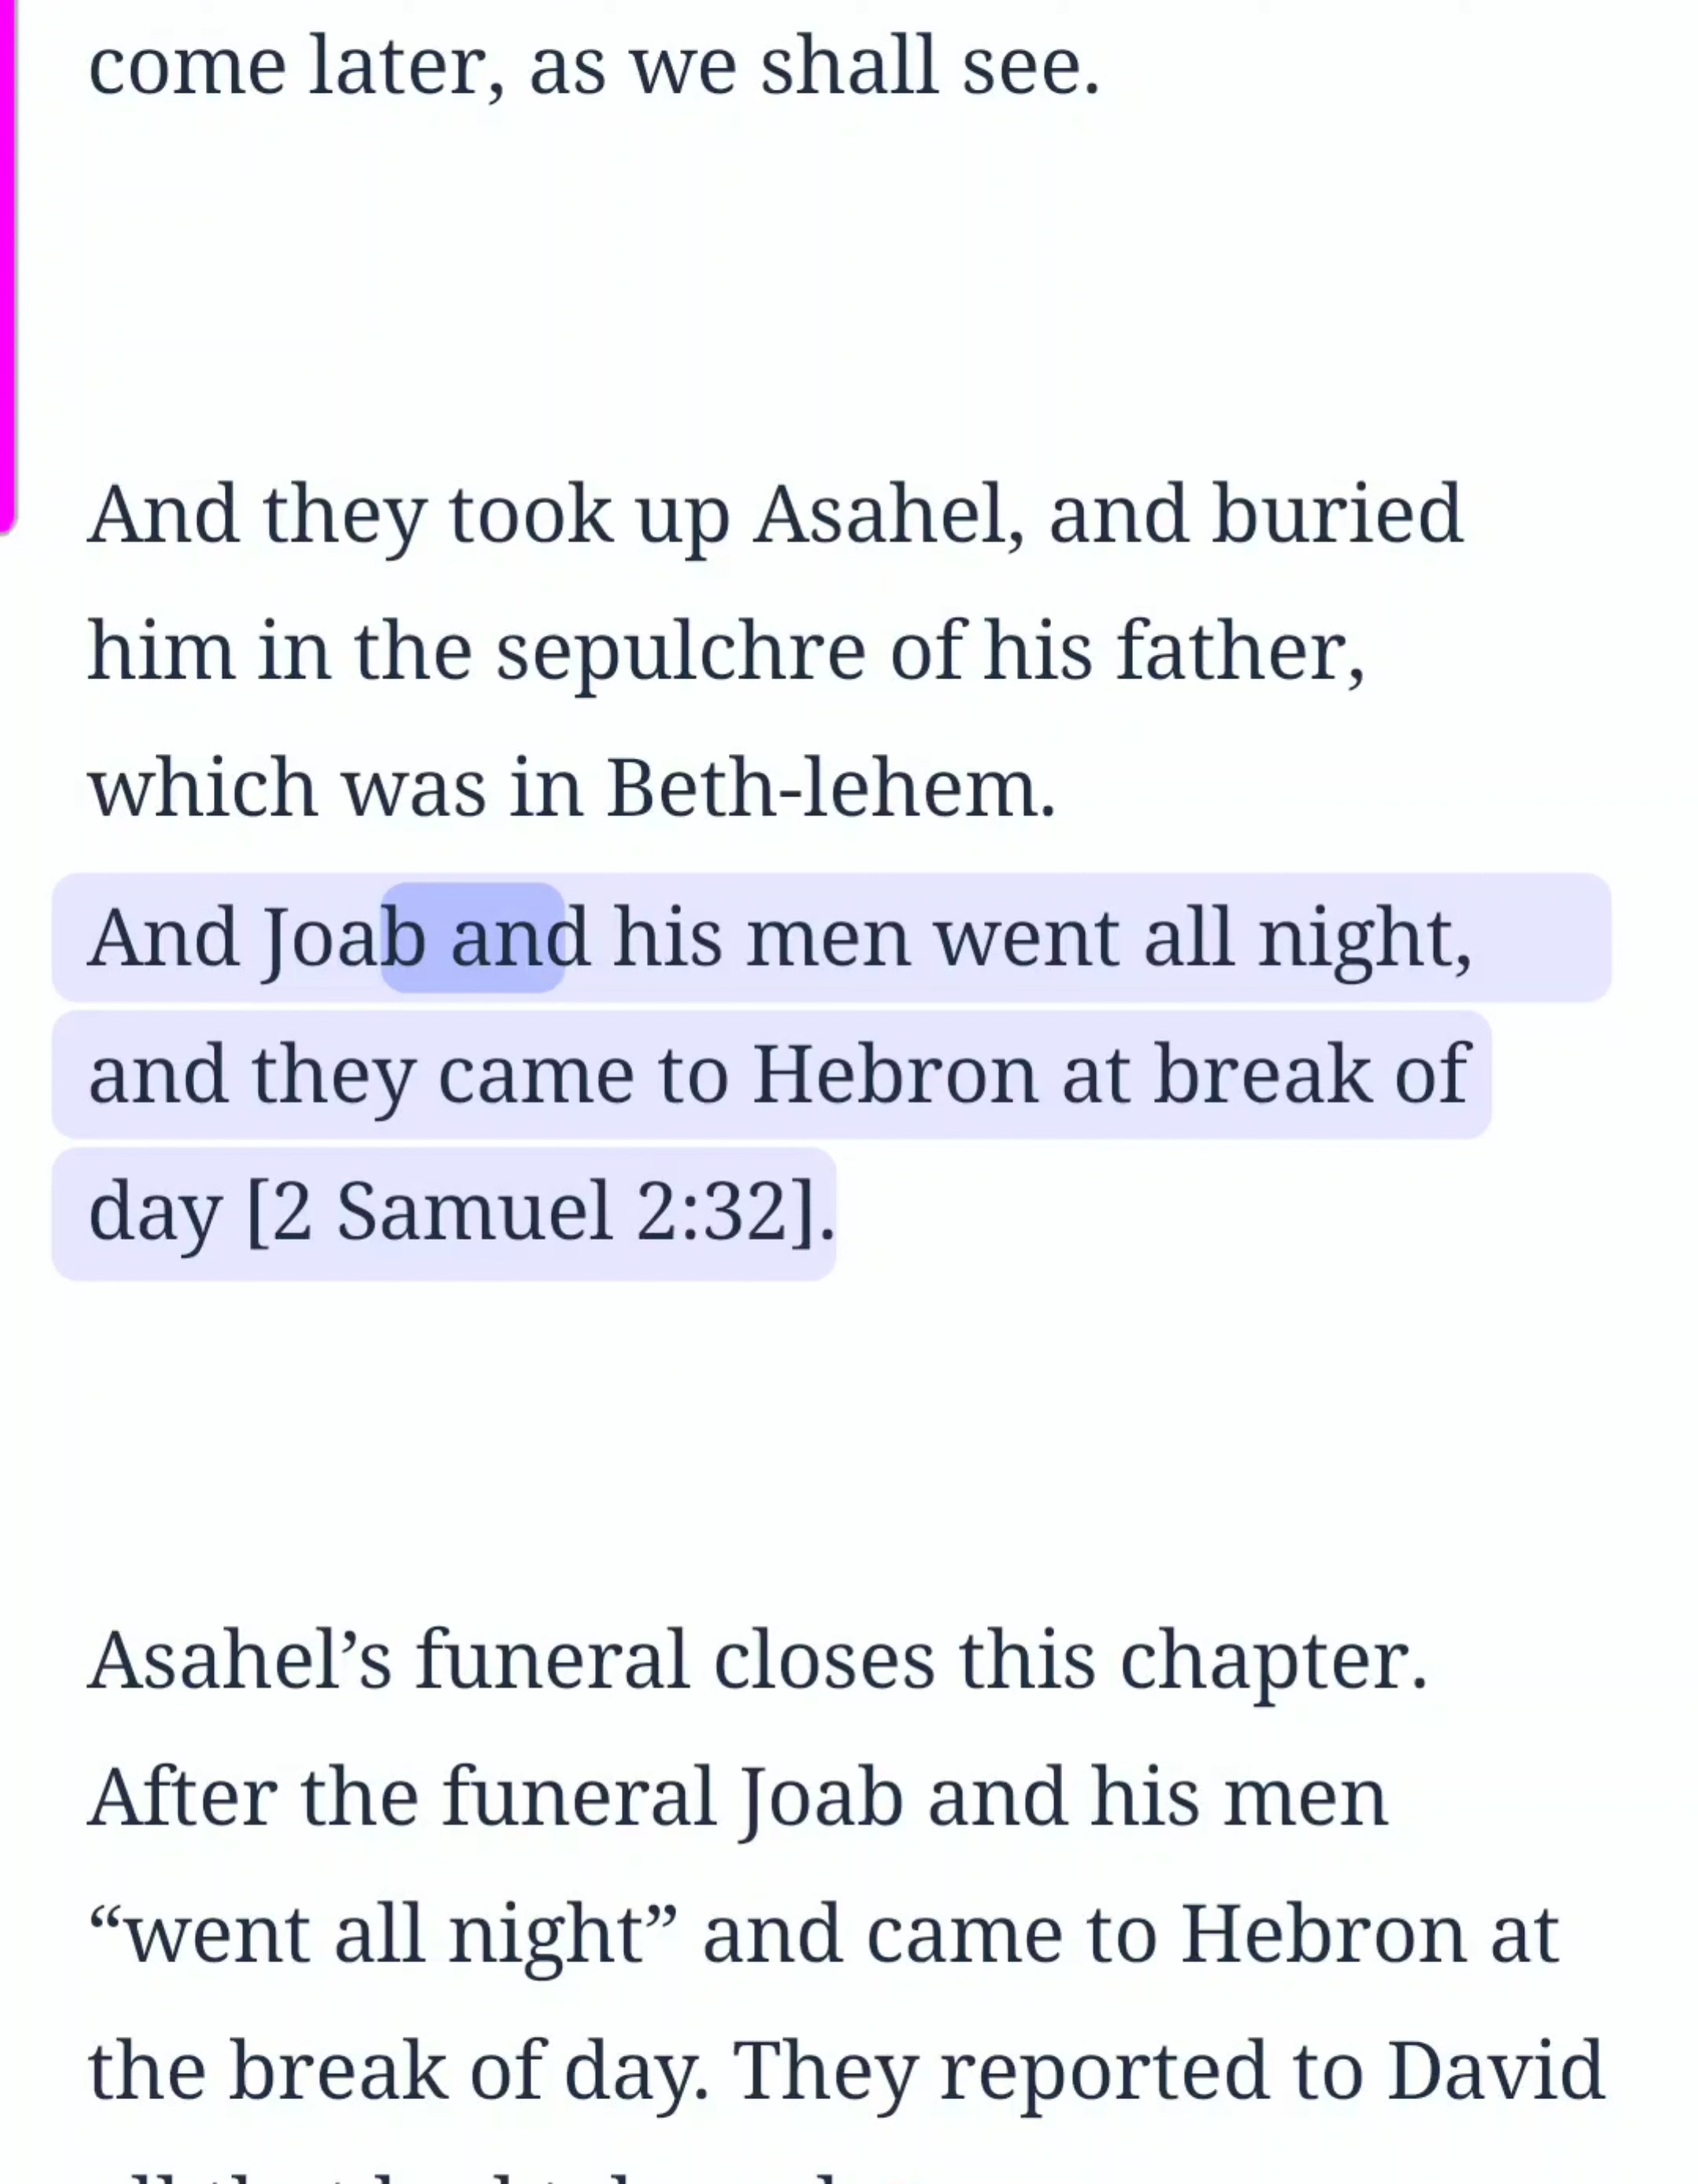 come later, as we shall see.
And they took up Asahel, and buried
him in the sepulchre of his father,
which was in Beth-lehem.
And Joab and his men went all night,
and they came to Hebron at break of
day [2 Samuel 2:32].
Asahel’s funeral closes this chapter.
After the funeral Joab and his men
“went all night” and came to Hebron at
the break of day. They reported to David